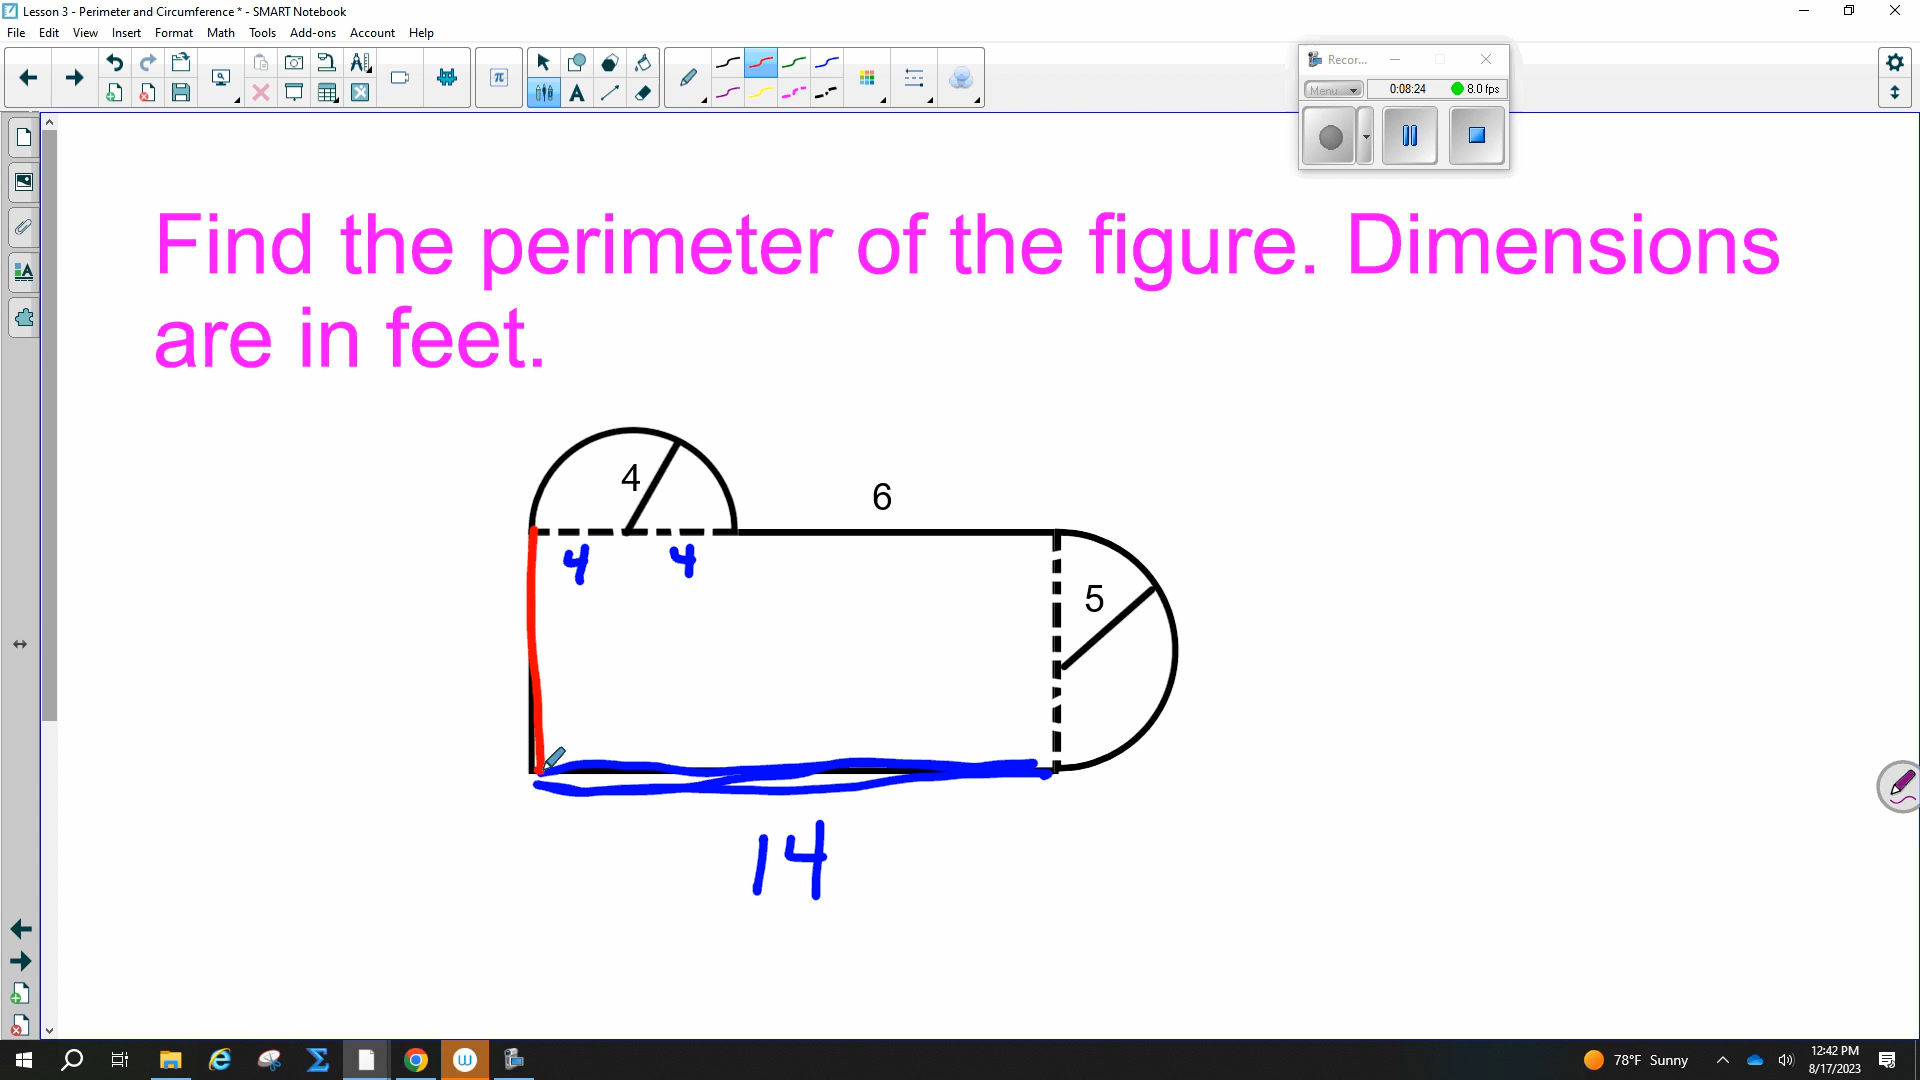 Lesson 3 - Perimeter and Circumference * - SMART Notebook
File Edit View Insert Format Math Tools Add-ons Account Help
Recor...
Menu 0:08:24 8.0 fps
Find the perimeter of the figure. Dimensions
are in feet.
4
6
4 4
5
14
78°F Sunny
12:42 PM
8/17/2023